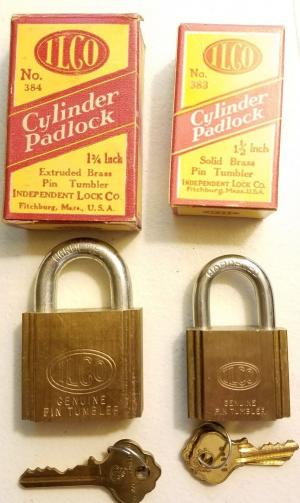 ILCO
No.
384
Cylinder
Padlock
1¾ Inch
Extruded Brass
Pin Tumbler
INDEPENDENT LOCK CO.
Fitchburg, Mass., U.S.A.
ILCO
No.
383
Cylinder
Padlock
1½ Inch
Solid Brass
Pin Tumbler
INDEPENDENT LOCK CO.
Fitchburg, Mass. U.S.A.
ILCO
GENUINE
PIN TUMBLER
ILCO
GENUINE
PIN TUMBLER